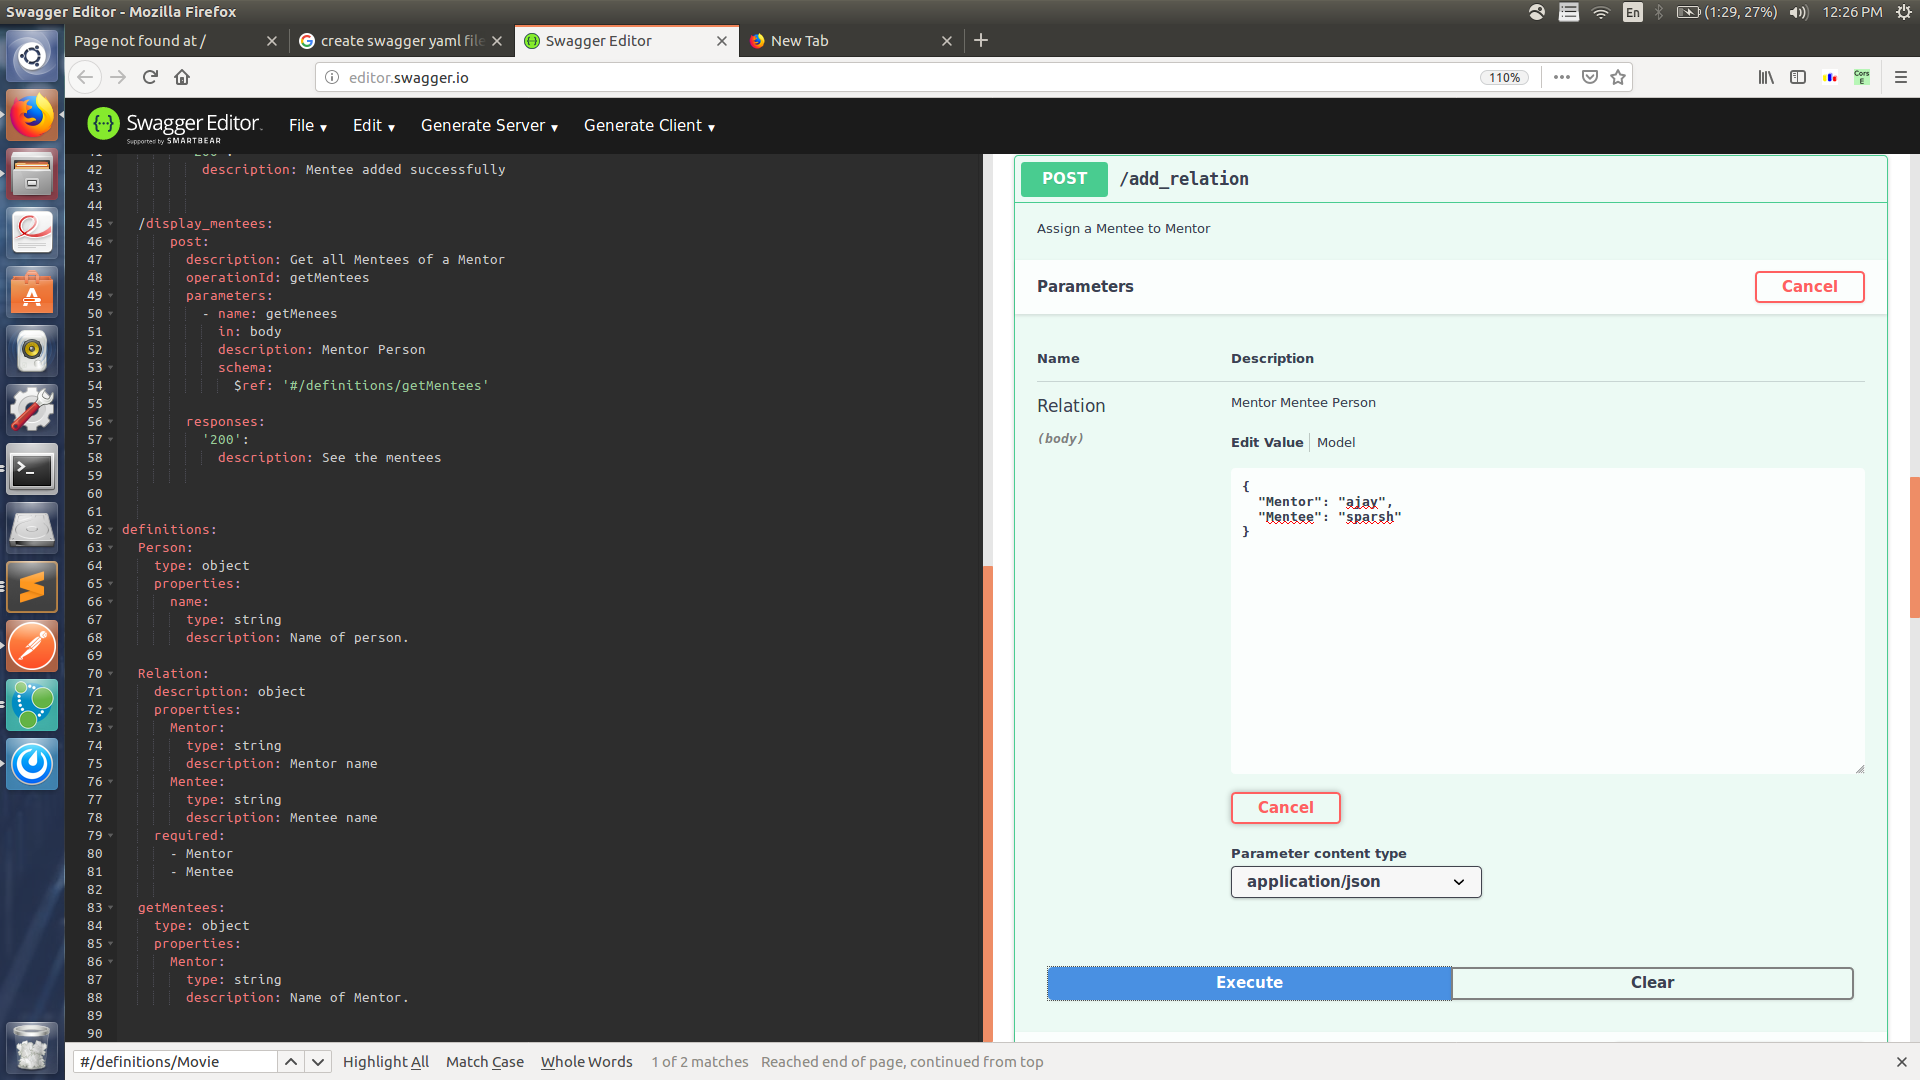 Swagger Editor - Mozilla Firefox
En
(1:29, 27%)
12:26 PM
Page not found at /
create swagger yaml file
Swagger Editor
New Tab
editor.swagger.io
110%
Cors
E
Swagger Editor
Supported by SMARTBEAR
File
Edit
Generate Server
Generate Client
42 description: Mentee added successfully
43
44
45 /display_mentees:
46 post:
47 description: Get all Mentees of a Mentor
48 operationId: getMentees
49 parameters:
50 - name: getMenees
51 in: body
52 description: Mentor Person
53 schema:
54 $ref: '#/definitions/getMentees'
55
56 responses:
57 '200':
58 description: See the mentees
59
60
61
62 definitions:
63 Person:
64 type: object
65 properties:
66 name:
67 type: string
68 description: Name of person.
69
70 Relation:
71 description: object
72 properties:
73 Mentor:
74 type: string
75 description: Mentor name
76 Mentee:
77 type: string
78 description: Mentee name
79 required:
80 - Mentor
81 - Mentee
82
83 getMentees:
84 type: object
85 properties:
86 Mentor:
87 type: string
88 description: Name of Mentor.
89
90
POST /add_relation
Assign a Mentee to Mentor
Parameters
Cancel
Name Description
Relation
(body)
Mentor Mentee Person
Edit Value Model
{
"Mentor": "ajay",
"Mentee": "sparsh"
}
Cancel
Parameter content type
application/json
Execute
Clear
#/definitions/Movie
Highlight All
Match Case
Whole Words
1 of 2 matches
Reached end of page, continued from top